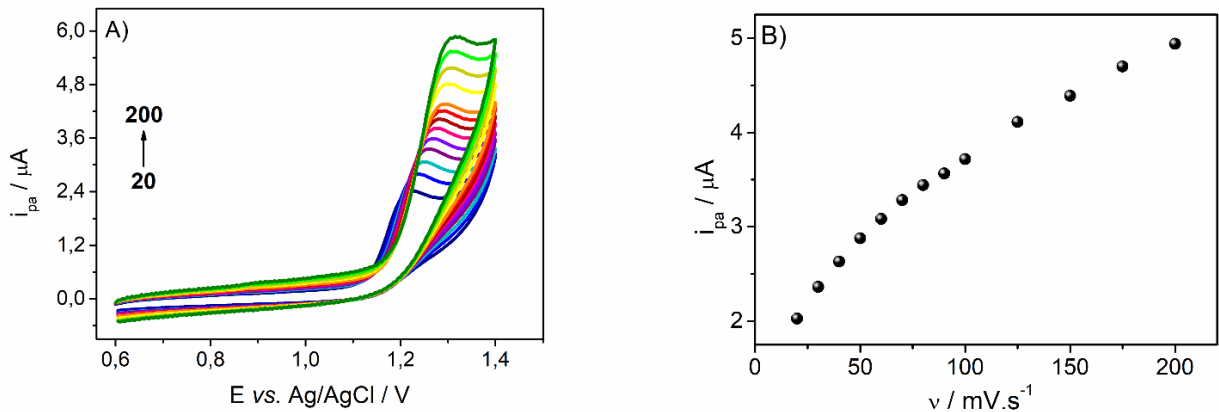 A)
6,0
4,8
3,6
2,4
1,2
0,0
i_pa / μA
200
20
0,6 0,8 1,0 1,2 1,4
E vs. Ag/AgCl / V
B)
5
4
3
2
i_pa / μA
0 50 100 150 200
ν / mV.s⁻¹